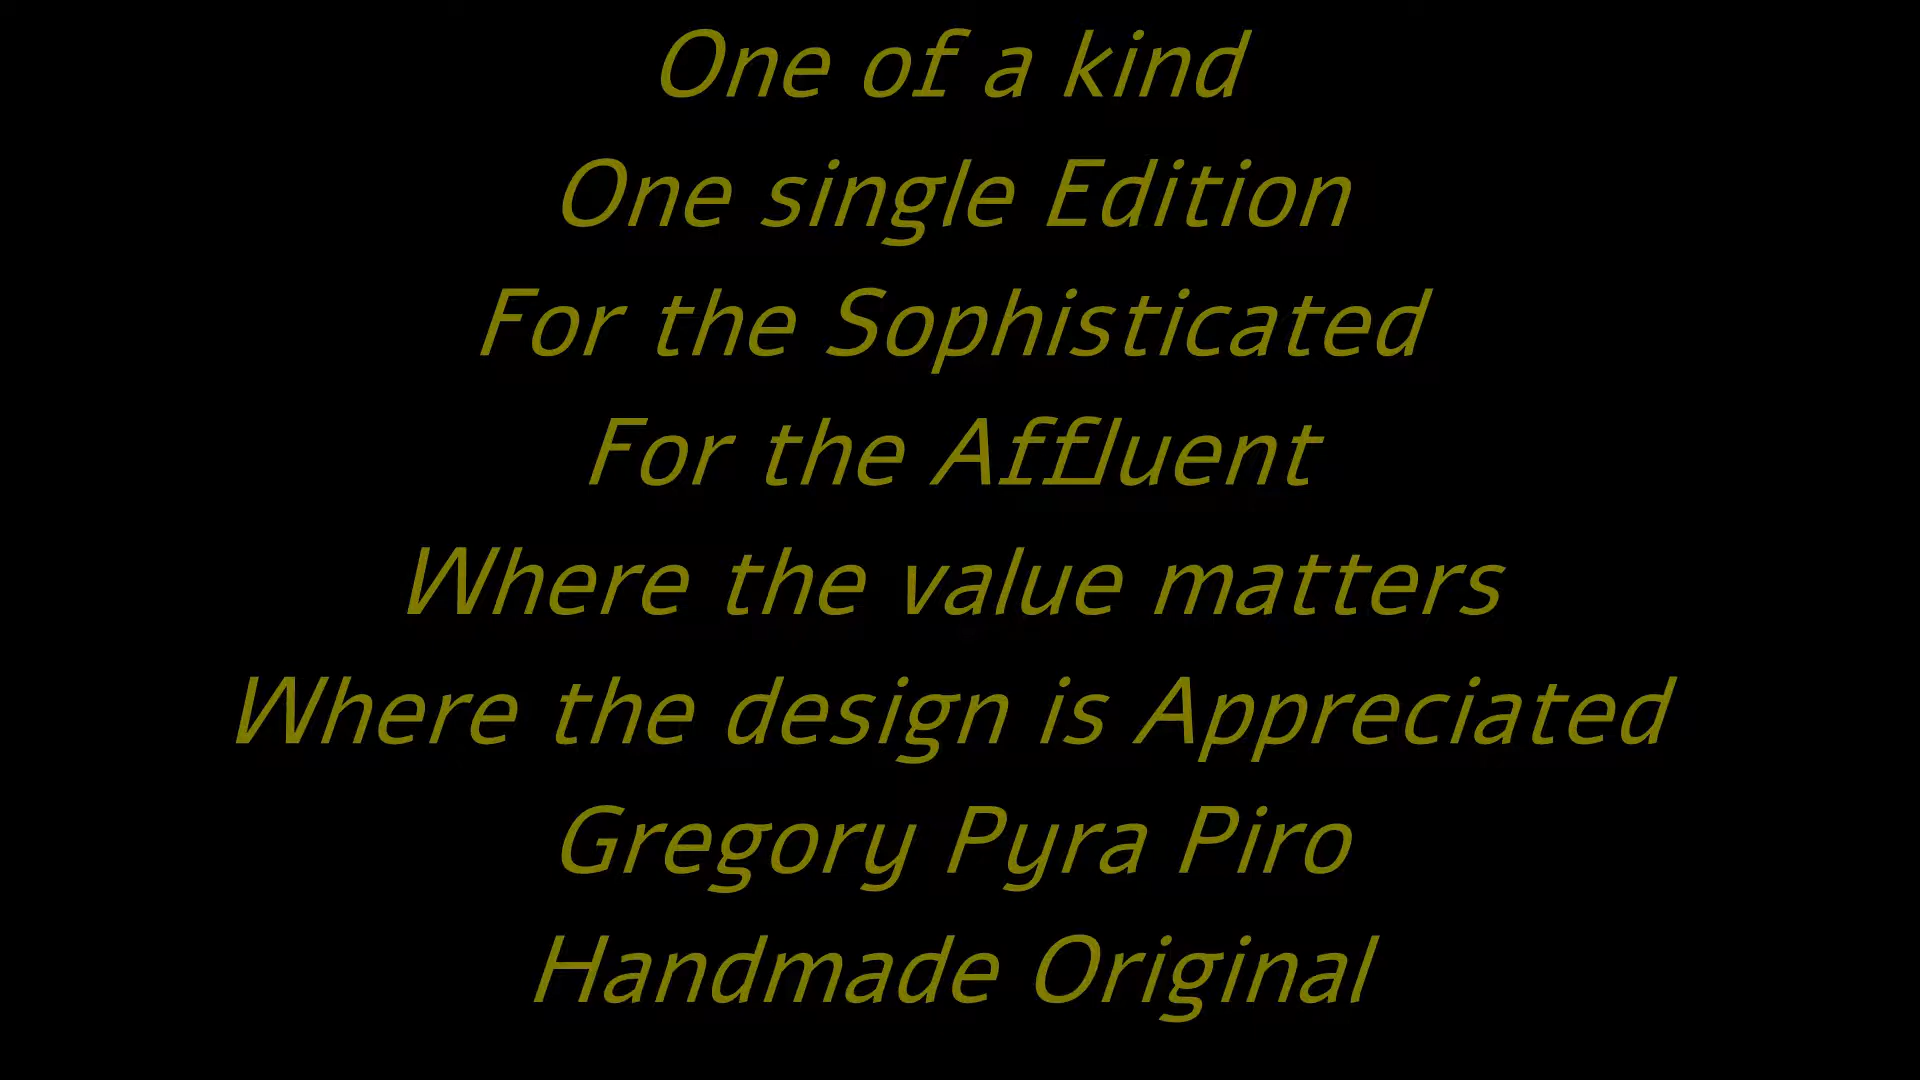 One of a kind
One single Edition
For the Sophisticated
For the Affluent
Where the value matters
Where the design is Appreciated
Gregory Pyra Piro
Handmade Original